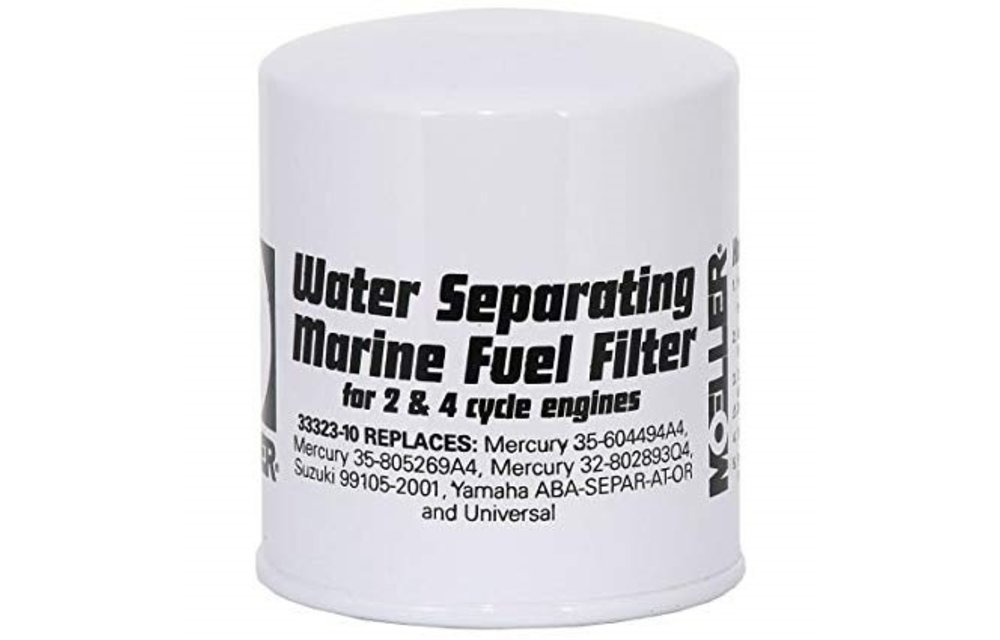 Water Separating
Marine Fuel Filter
for 2 & 4 cycle engines
33323-10 REPLACES: Mercury 35-604494A4,
Mercury 35-805269A4, Mercury 32-802893Q4,
Suzuki 99105-2001, Yamaha ABA-SEPAR-AT-OR
and Universal
MOELLER®